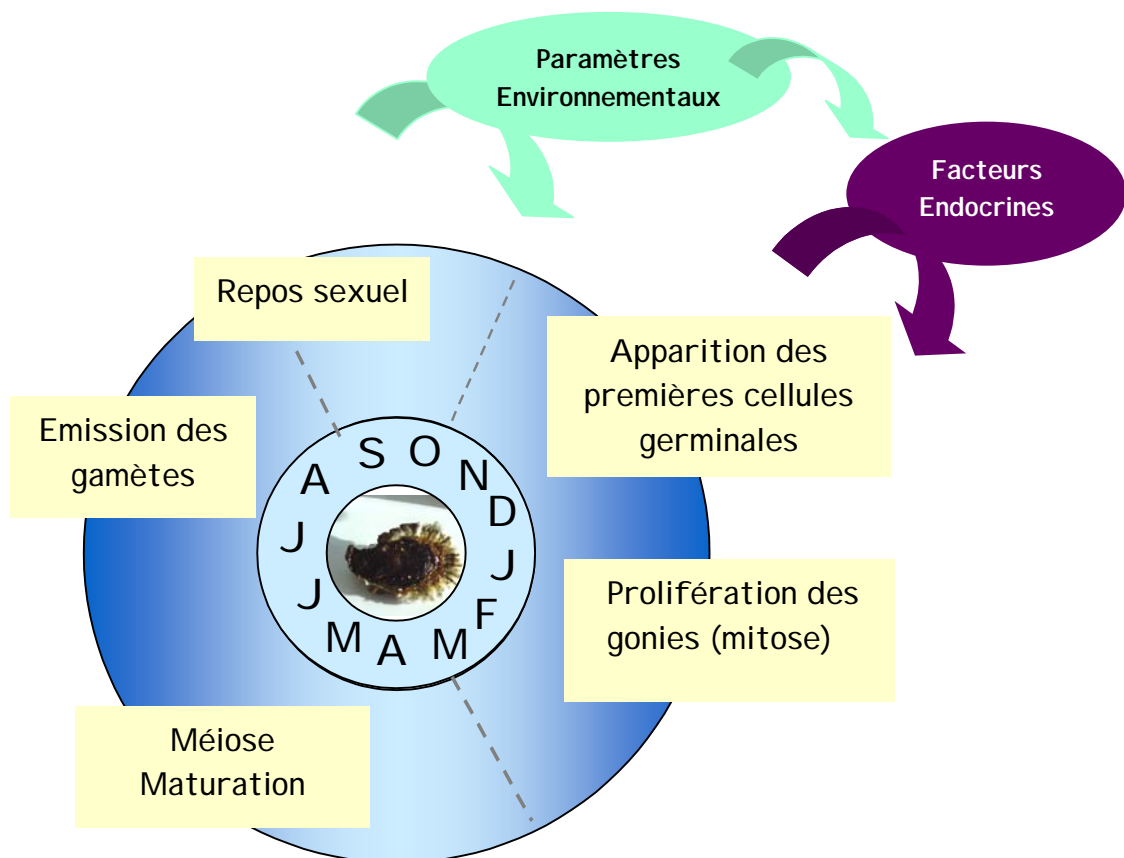 Paramètres
Environnementaux
Facteurs
Endocrines
Repos sexuel
Apparition des
premières cellules
germinales
Emission des
gamètes
S
O
N
D
J
F
M
A
M
J
J
A
Prolifération des
gonies (mitose)
Méiose
Maturation